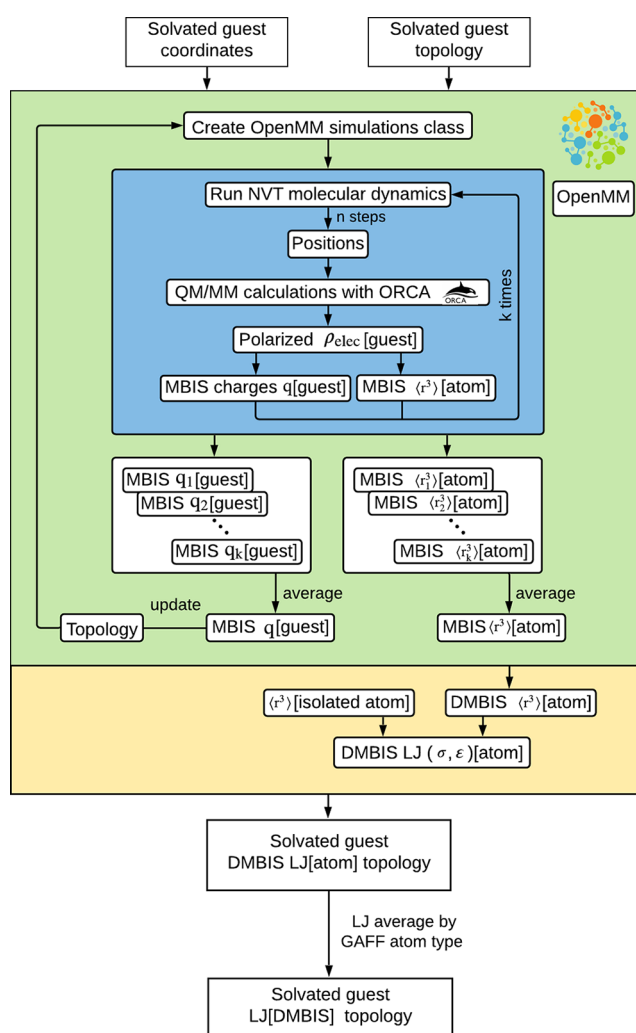 Solvated guest
coordinates
Solvated guest
topology
Create OpenMM simulations class
OpenMM
Run NVT molecular dynamics
n steps
Positions
QM/MM calculations with ORCA
ORCA
k times
Polarized ρelec[guest]
MBIS charges q[guest]
MBIS ⟨r³⟩[atom]
MBIS q₁[guest]
MBIS q₂[guest]
MBIS qₖ[guest]
MBIS ⟨r₁³⟩[atom]
MBIS ⟨r₂³⟩[atom]
MBIS ⟨rₖ³⟩[atom]
average
average
update
Topology
MBIS q[guest]
MBIS⟨r³⟩[atom]
⟨r³⟩[isolated atom]
DMBIS ⟨r³⟩[atom]
DMBIS LJ (σ,ε)[atom]
Solvated guest
DMBIS LJ[atom] topology
LJ average by
GAFF atom type
Solvated guest
LJ[DMBIS] topology